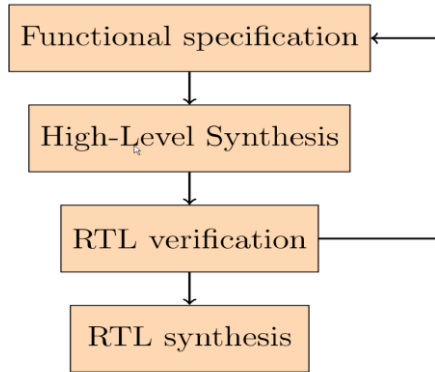 Functional specification
High-Level Synthesis
RTL verification
RTL synthesis